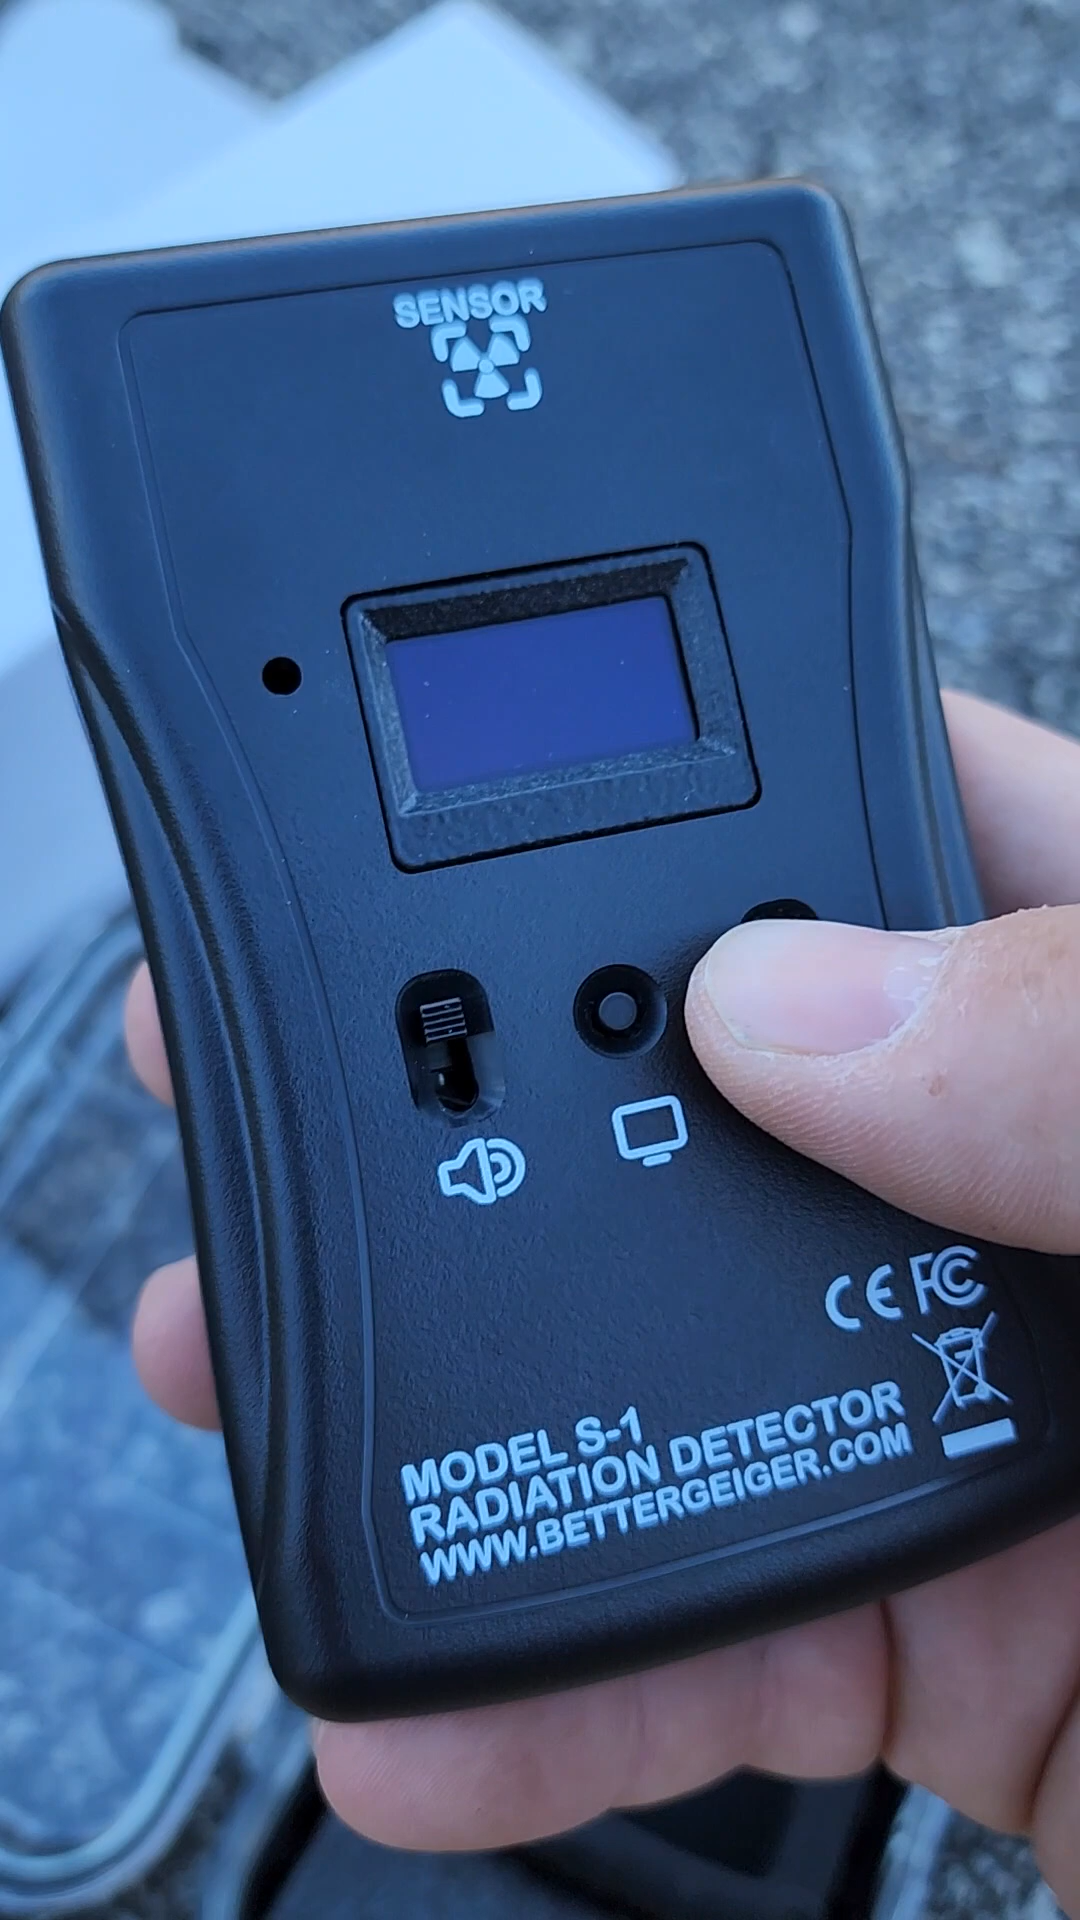 SENSOR
CE FC
MODEL S-1
RADIATION DETECTOR
WWW.BETTERGEIGER.COM